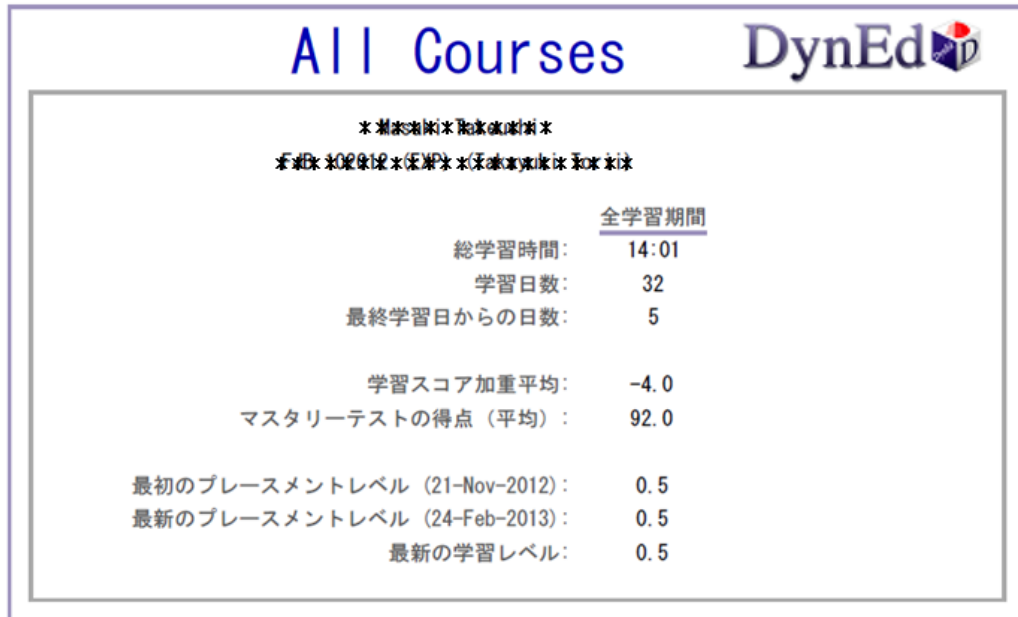 All Courses
DynEd
全学習期間
総学習時間: 14:01
学習日数: 32
最終学習日からの日数: 5
学習スコア加重平均: -4.0
マスタリーテストの得点 (平均): 92.0
最初のプレースメントレベル (21-Nov-2012): 0.5
最新のプレースメントレベル (24-Feb-2013): 0.5
最新の学習レベル: 0.5